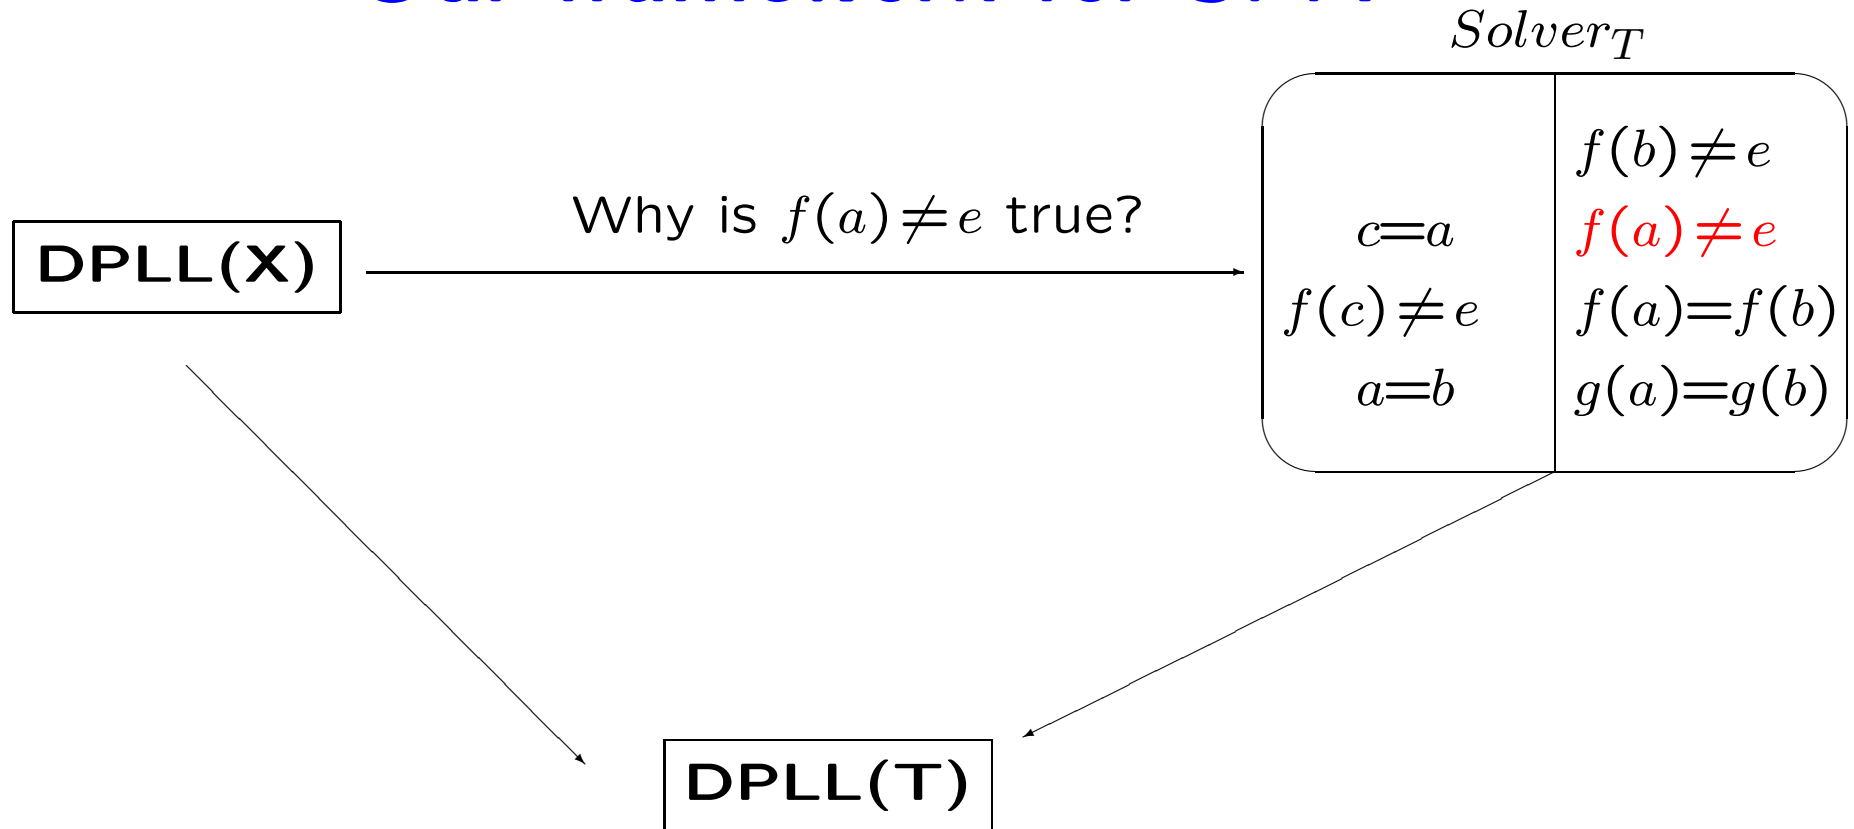 Solver_T
f(b)≠e
Why is f(a)≠e true?
c=a f(a)≠e
DPLL(X)
f(c)≠e f(a)=f(b)
a=b g(a)=g(b)
DPLL(T)